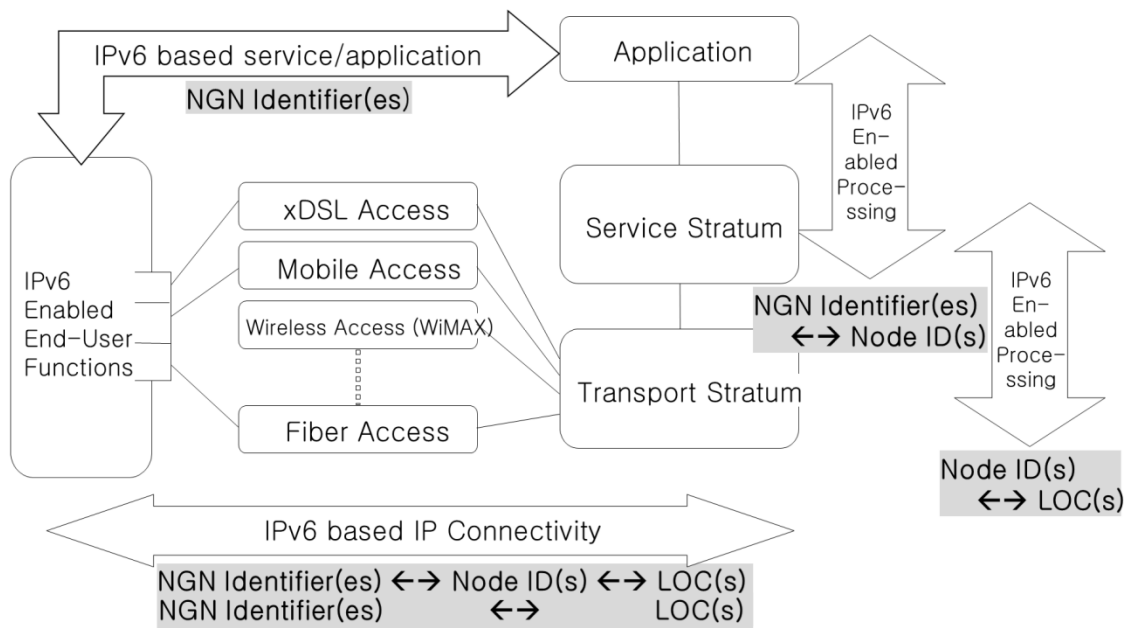 IPv6 based service/application
NGN Identifier(es)
Application
IPv6
En-
abled
Proce-
ssing
IPv6
Enabled
End-User
Functions
xDSL Access
Mobile Access
Wireless Access (WiMAX)
Fiber Access
Service Stratum
NGN Identifier(es)
←→ Node ID(s)
Transport Stratum
IPv6
En-
abled
Proce-
ssing
Node ID(s)
←→ LOC(s)
IPv6 based IP Connectivity
NGN Identifier(es) ←→ Node ID(s) ←→ LOC(s)
NGN Identifier(es) ←→ LOC(s)